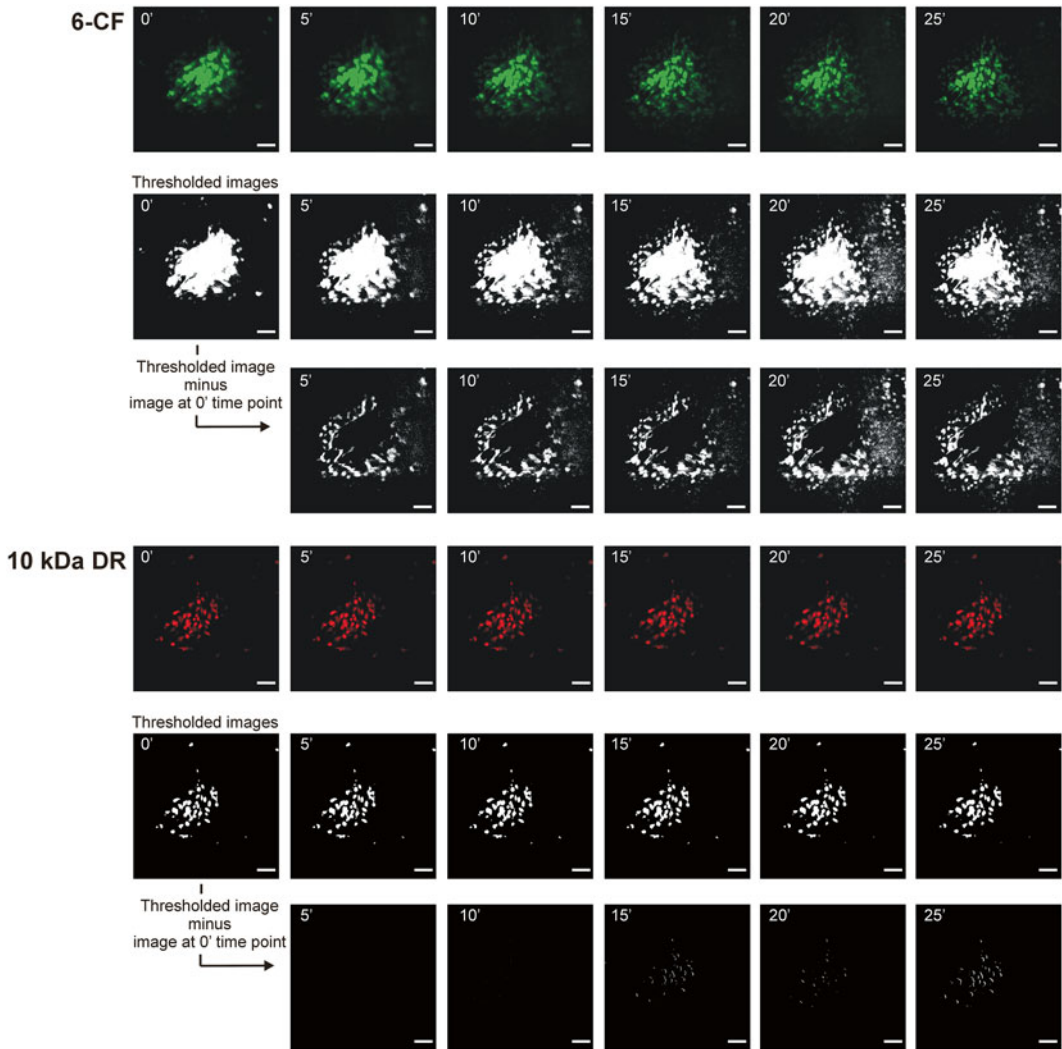 6-CF
0’ 5’ 10’ 15’ 20’ 25’
Thresholded images
0’ 5’ 10’ 15’ 20’ 25’
Thresholded image
minus
image at 0’ time point
5’ 10’ 15’ 20’ 25’
10 kDa DR
0’ 5’ 10’ 15’ 20’ 25’
Thresholded images
0’ 5’ 10’ 15’ 20’ 25’
Thresholded image
minus
image at 0’ time point
5’ 10’ 15’ 20’ 25’